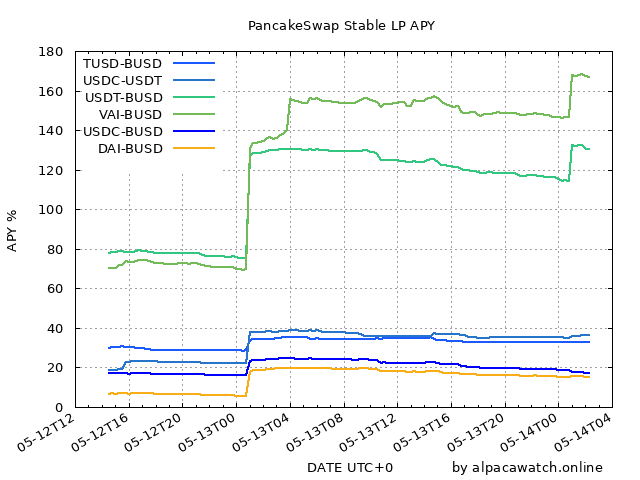 PancakeSwap Stable LP APY
180
160
140
120
100
80
60
40
20
0
APY %
TUSD-BUSD
USDC-USDT
USDT-BUSD
VAI-BUSD
USDC-BUSD
DAI-BUSD
05-12T12
05-12T16
05-12T20
05-13T00
05-13T04
05-13T08
05-13T12
05-13T16
05-13T20
05-14T00
05-14T04
DATE UTC+0
by alpacawatch.online